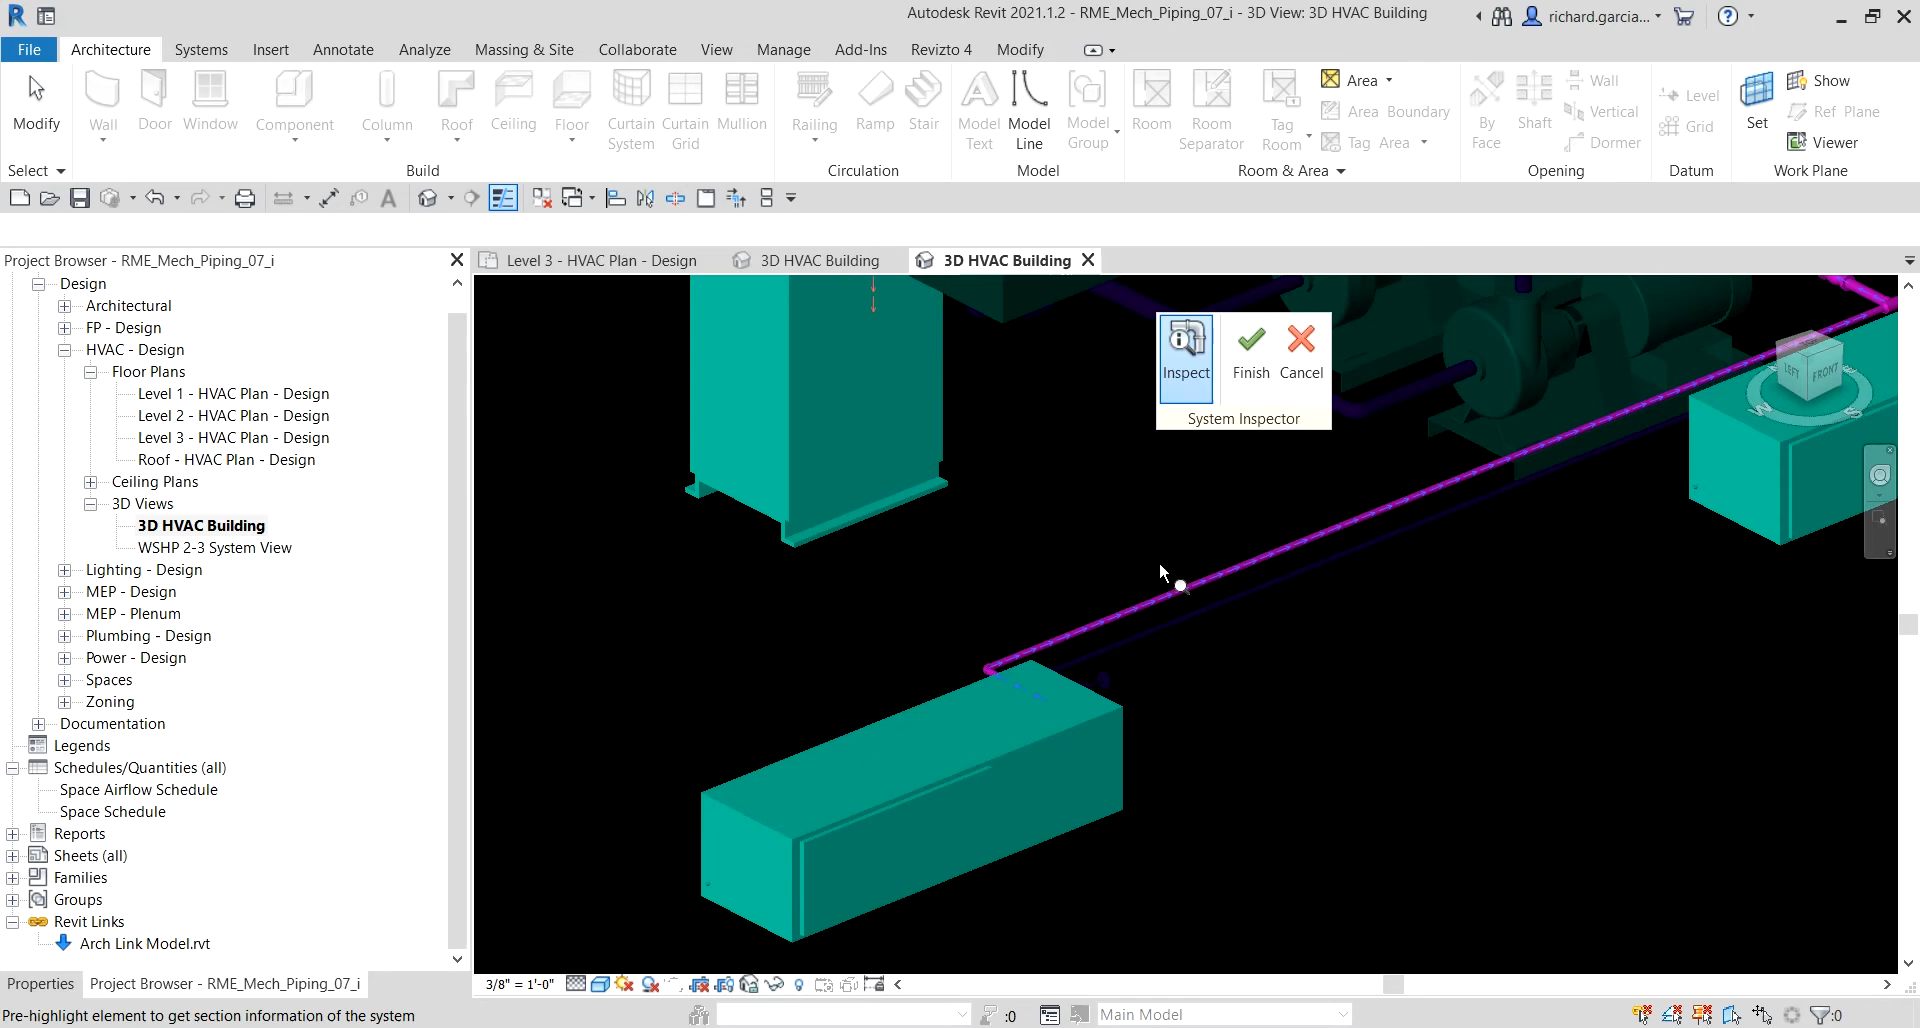 Autodesk Revit 2021.1.2 - RME_Mech_Piping_07_i - 3D View: 3D HVAC Building
richard.garcia...
File Architecture Systems Insert Annotate Analyze Massing & Site Collaborate View Manage Add-Ins Revizto 4 Modify
Modify
Wall
Door
Window
Component
Column
Roof
Ceiling
Floor
Curtain System
Curtain Grid
Mullion
Railing
Ramp
Stair
Model Text
Model Line
Model Group
Room
Room Separator
Tag Room
Area
Area Boundary
Tag Area
By Face
Shaft
Wall
Vertical
Dormer
Level
Grid
Set
Show
Ref Plane
Viewer
Select
Build
Circulation
Model
Room & Area
Opening
Datum
Work Plane
Project Browser - RME_Mech_Piping_07_i
Level 3 - HVAC Plan - Design
3D HVAC Building
3D HVAC Building
Design
Architectural
FP - Design
HVAC - Design
Floor Plans
Level 1 - HVAC Plan - Design
Level 2 - HVAC Plan - Design
Level 3 - HVAC Plan - Design
Roof - HVAC Plan - Design
Ceiling Plans
3D Views
3D HVAC Building
WSHP 2-3 System View
Lighting - Design
MEP - Design
MEP - Plenum
Plumbing - Design
Power - Design
Spaces
Zoning
Documentation
Legends
Schedules/Quantities (all)
Space Airflow Schedule
Space Schedule
Reports
Sheets (all)
Families
Groups
Revit Links
Arch Link Model.rvt
Inspect
Finish
Cancel
System Inspector
LEFT
FRONT
W
S
Properties
Project Browser - RME_Mech_Piping_07_i
3/8" = 1'-0"
Pre-highlight element to get section information of the system
:0
Main Model
:0